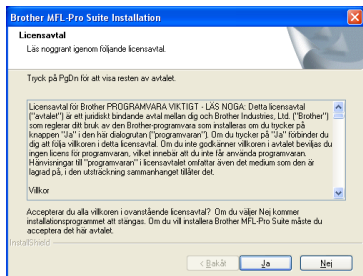 Brother MFL-Pro Suite Installation
Licensavtal
Läs noggrant igenom följande licensavtal.
Tryck på PgDn för att visa resten av avtalet.
Licensavtal för Brother PROGRAMVARA VIKTIGT - LÄS NOGA: Detta licensavtal
("avtalet") är ett juridiskt bindande avtal mellan dig och Brother Industries, Ltd. ("Brother")
som reglerar ditt bruk av den Brother-programvara som installeras om du trycker på
knappen "Ja" i den här dialogrutan ("programvaran"). Om du trycker på "Ja" förbinder du
dig att följa villkoren i detta licensavtal. Om du inte godkänner villkoren i avtalet beviljas du
ingen licens för programvaran, vilket innebär att du inte får använda programvaran.
Hänvisningar till "programvaran" i licensavtalet omfattar även det medium som den är
lagrad på, i den utsträckning sammanhanget tillåter det.
Villkor
Accepterar du alla villkoren i ovanstående licensavtal? Om du väljer Nej kommer
installationsprogrammet att stängas. Om du vill installera Brother MFL-Pro Suite måste du
acceptera det här avtalet.
InstallShield
< Bakåt Ja Nej